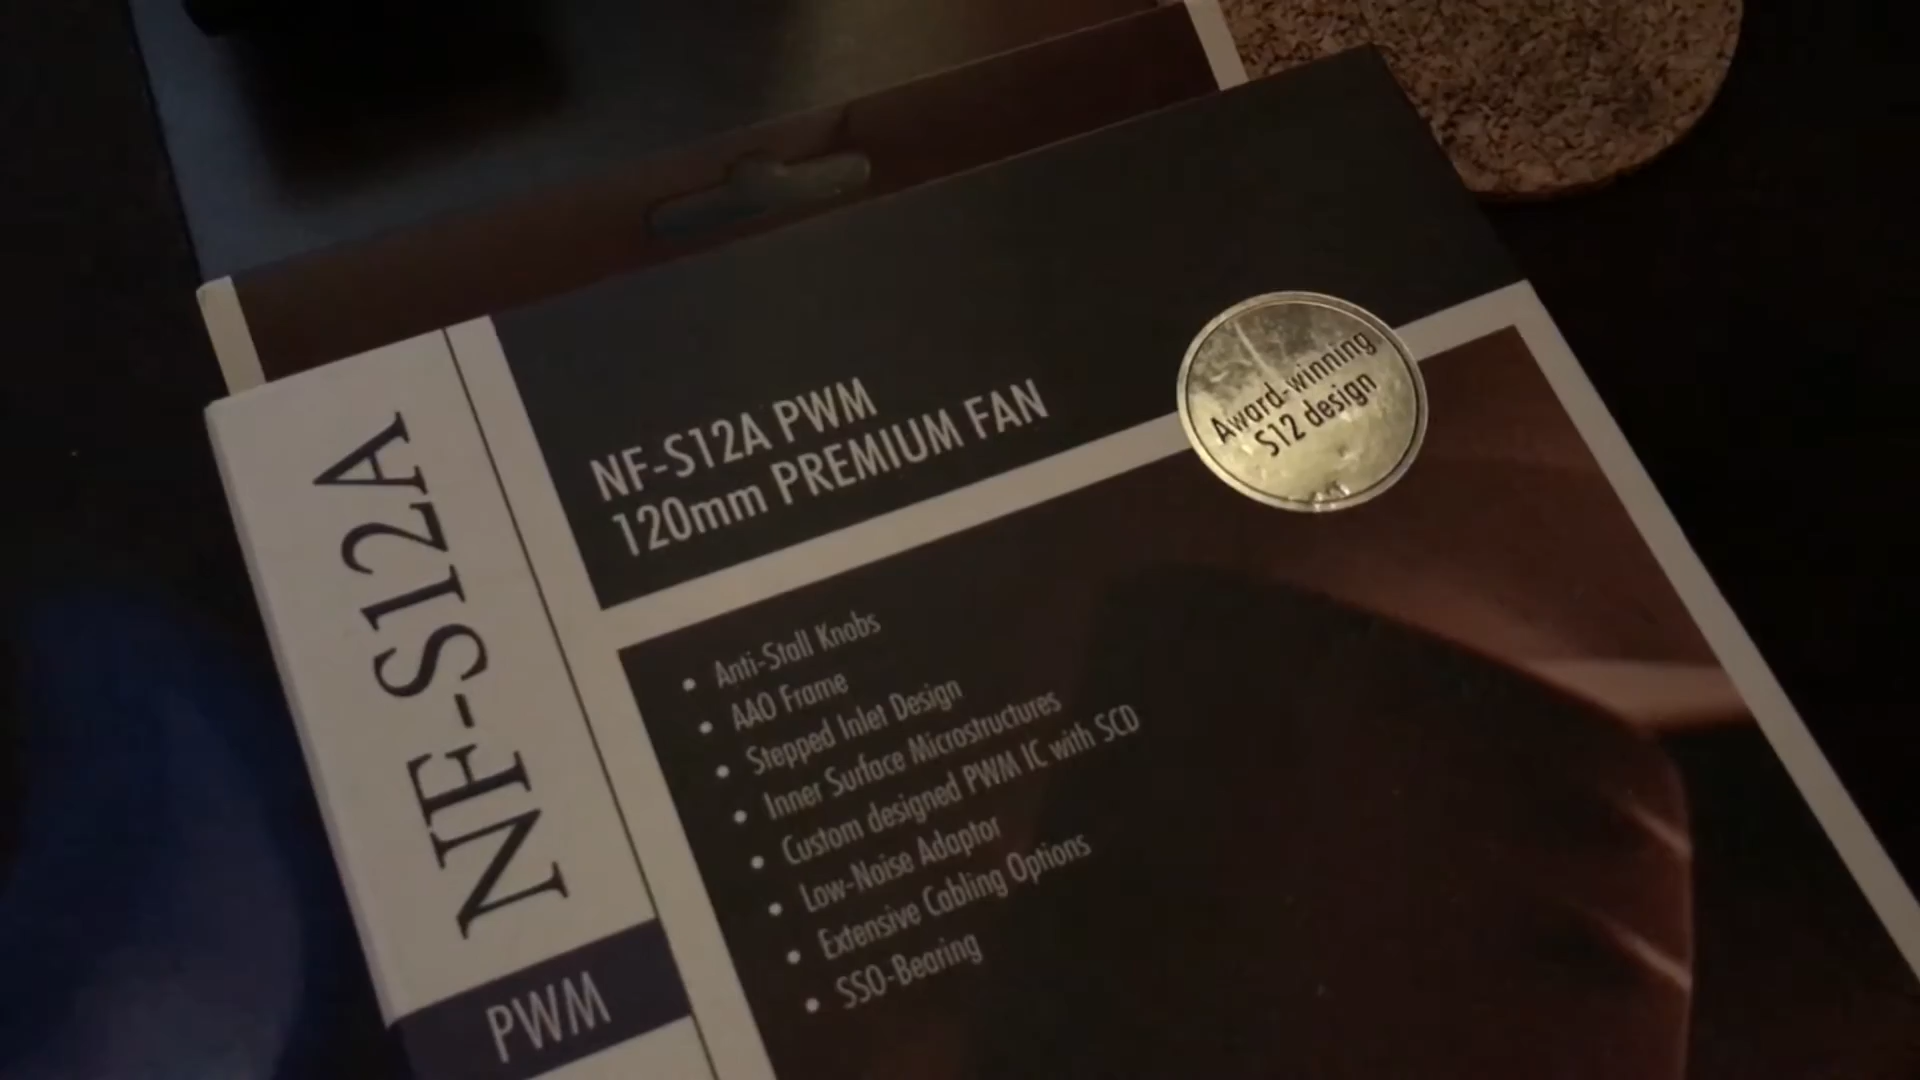 NF-S12A
PWM
NF-S12A PWM
120mm PREMIUM FAN
Award-winning
S12 design
• Anti-Stall Knobs
• AAO Frame
• Stepped Inlet Design
• Inner Surface Microstructures
• Custom designed PWM IC with SCD
• Low-Noise Adaptor
• Extensive Cabling Options
• SSO-Bearing